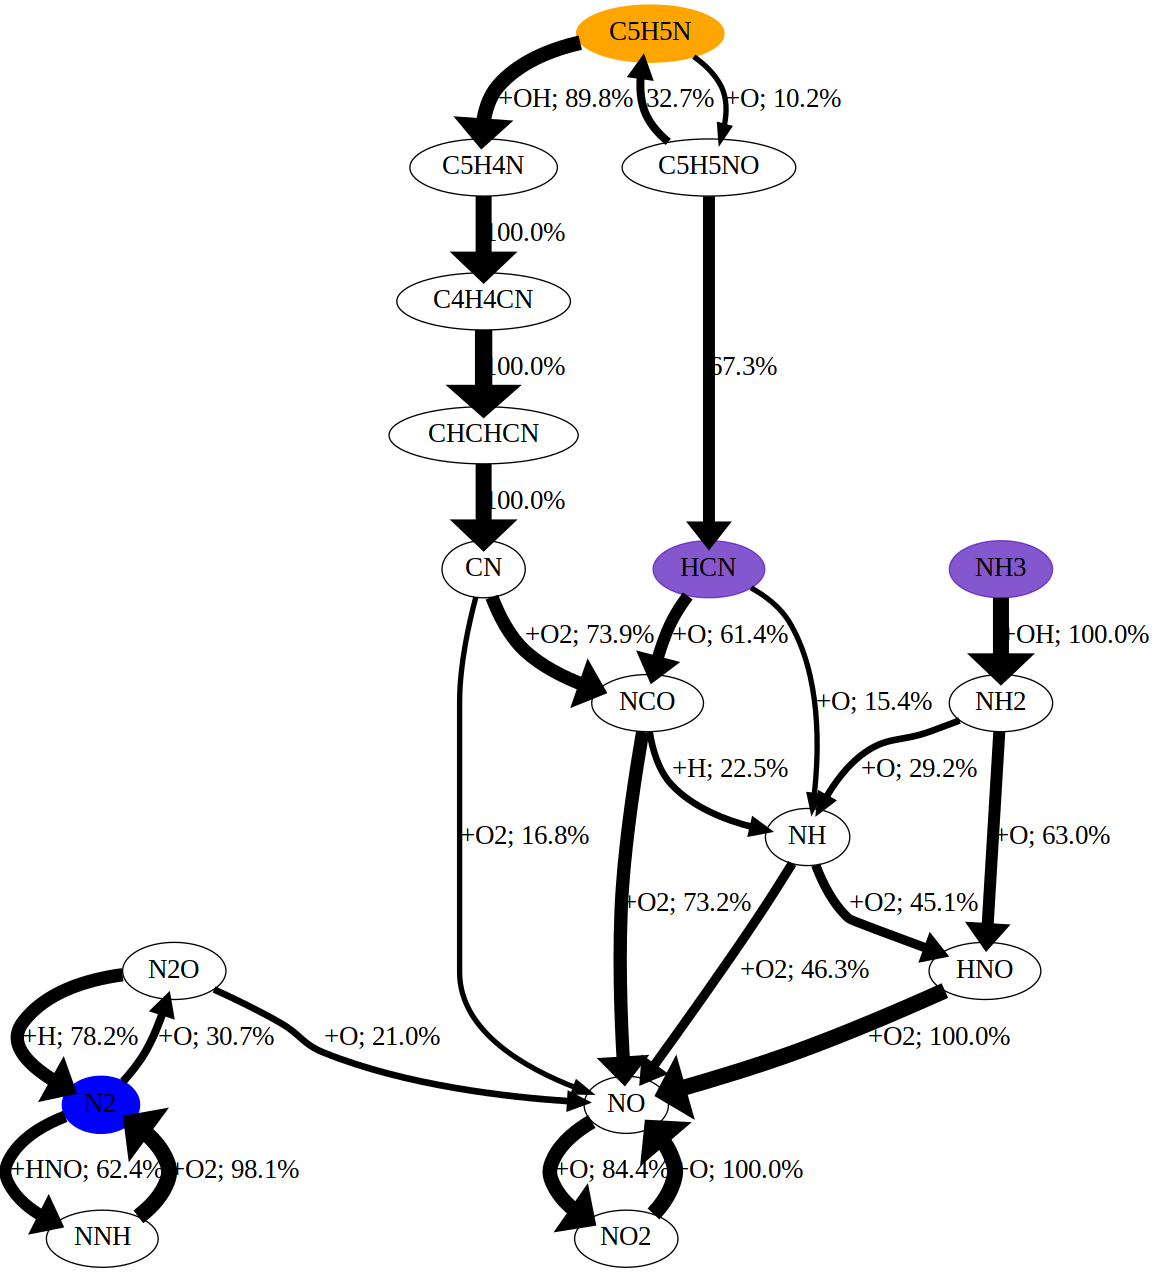 C5H5N
+OH; 89.8%
32.7%
+O; 10.2%
C5H4N
C5H5NO
100.0%
C4H4CN
100.0%
67.3%
CHCHCN
100.0%
CN
HCN
NH3
+O2; 73.9%
+O; 61.4%
+OH; 100.0%
NCO
NH2
+O; 15.4%
+H; 22.5%
+O; 29.2%
NH
+O2; 16.8%
+O; 63.0%
+O2; 73.2%
+O2; 45.1%
N2O
+O2; 46.3%
HNO
+H; 78.2%
+O; 30.7%
+O; 21.0%
+O2; 100.0%
N2
NO
+HNO; 62.4%
+O2; 98.1%
+O; 84.4%
+O; 100.0%
NNH
NO2